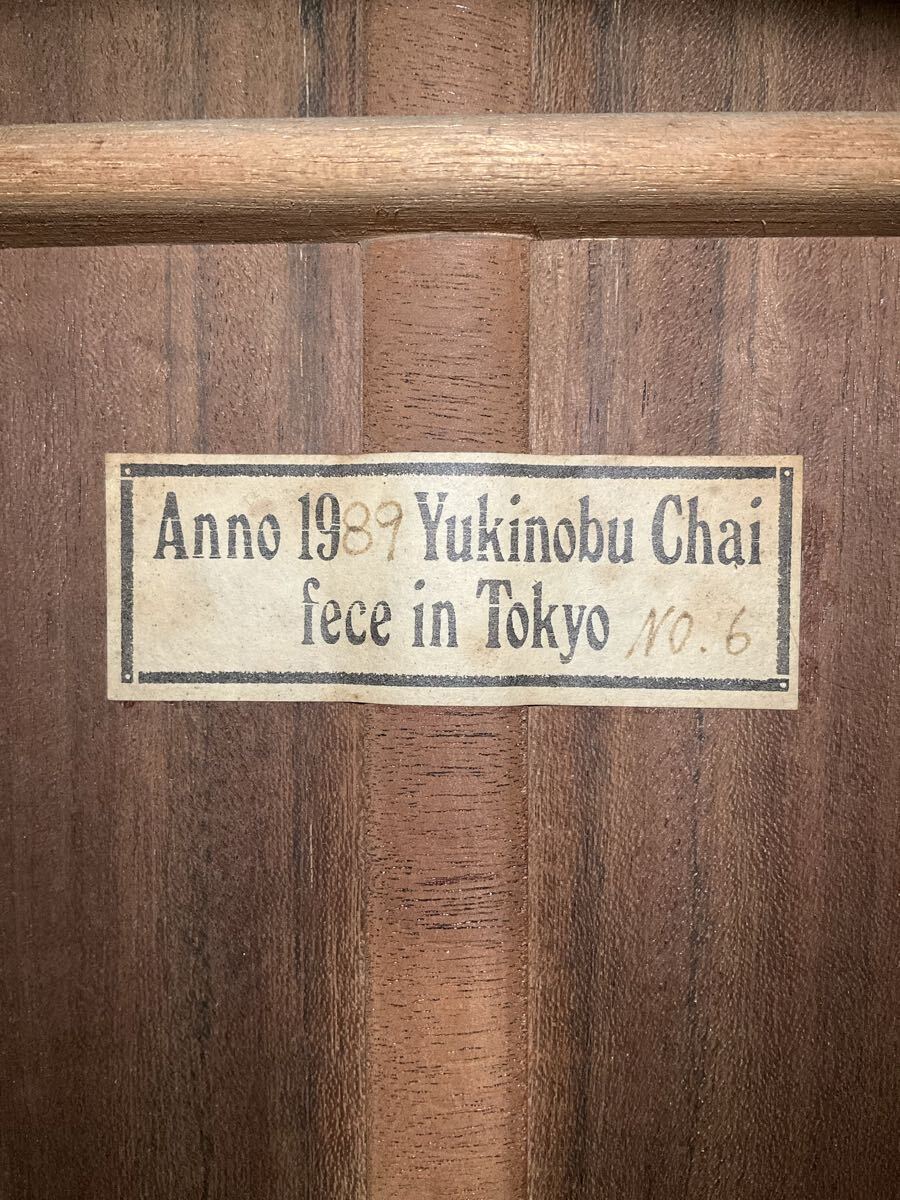 Anno 1989 Yukinobu Chai
fece in Tokyo NO. 6